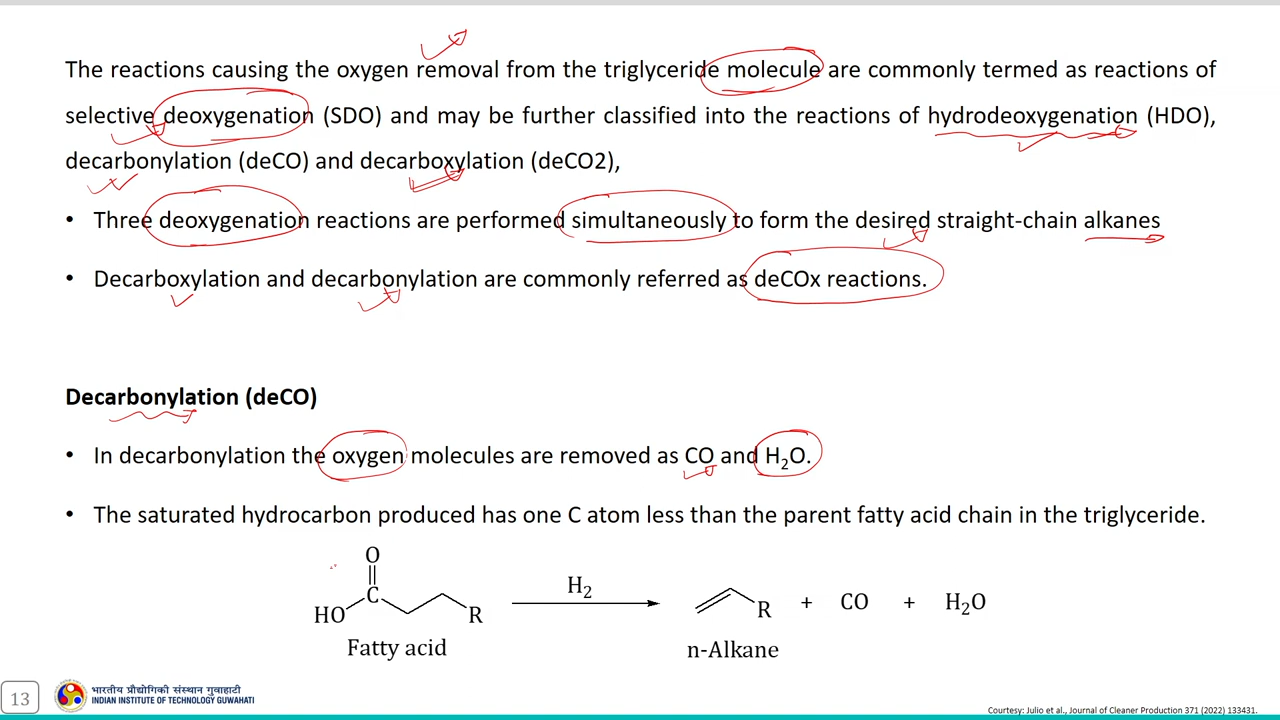 The reactions causing the oxygen removal from the triglyceride molecule are commonly termed as reactions of
selective deoxygenation (SDO) and may be further classified into the reactions of hydrodeoxygenation (HDO),
decarbonylation (deCO) and decarboxylation (deCO2),
• Three deoxygenation reactions are performed simultaneously to form the desired straight-chain alkanes
• Decarboxylation and decarbonylation are commonly referred as deCOx reactions.
Decarbonylation (deCO)
• In decarbonylation the oxygen molecules are removed as CO and H₂O.
• The saturated hydrocarbon produced has one C atom less than the parent fatty acid chain in the triglyceride.
O
C
HO
R
Fatty acid
H₂
R
n-Alkane
+ CO + H₂O
13
भारतीय प्रौद्योगिकी संस्थान गुवाहाटी
INDIAN INSTITUTE OF TECHNOLOGY GUWAHATI
Courtesy: Julio et al., Journal of Cleaner Production 371 (2022) 133431.